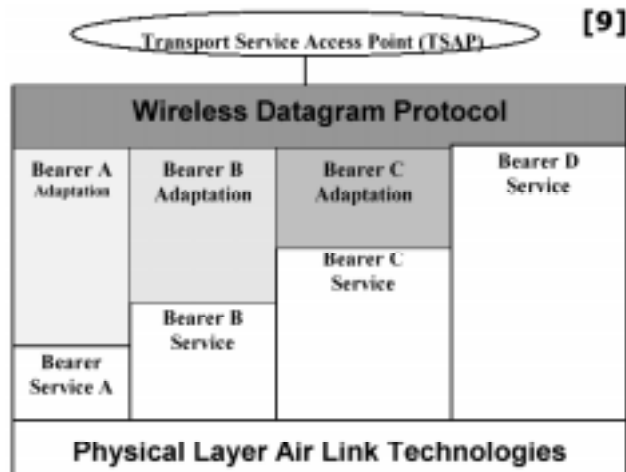 [9]
Transport Service Access Point (TSAP)
Wireless Datagram Protocol
Bearer A
Adaptation
Bearer B
Adaptation
Bearer C
Adaptation
Bearer D
Service
Bearer C
Service
Bearer B
Service
Bearer
Service A
Physical Layer Air Link Technologies